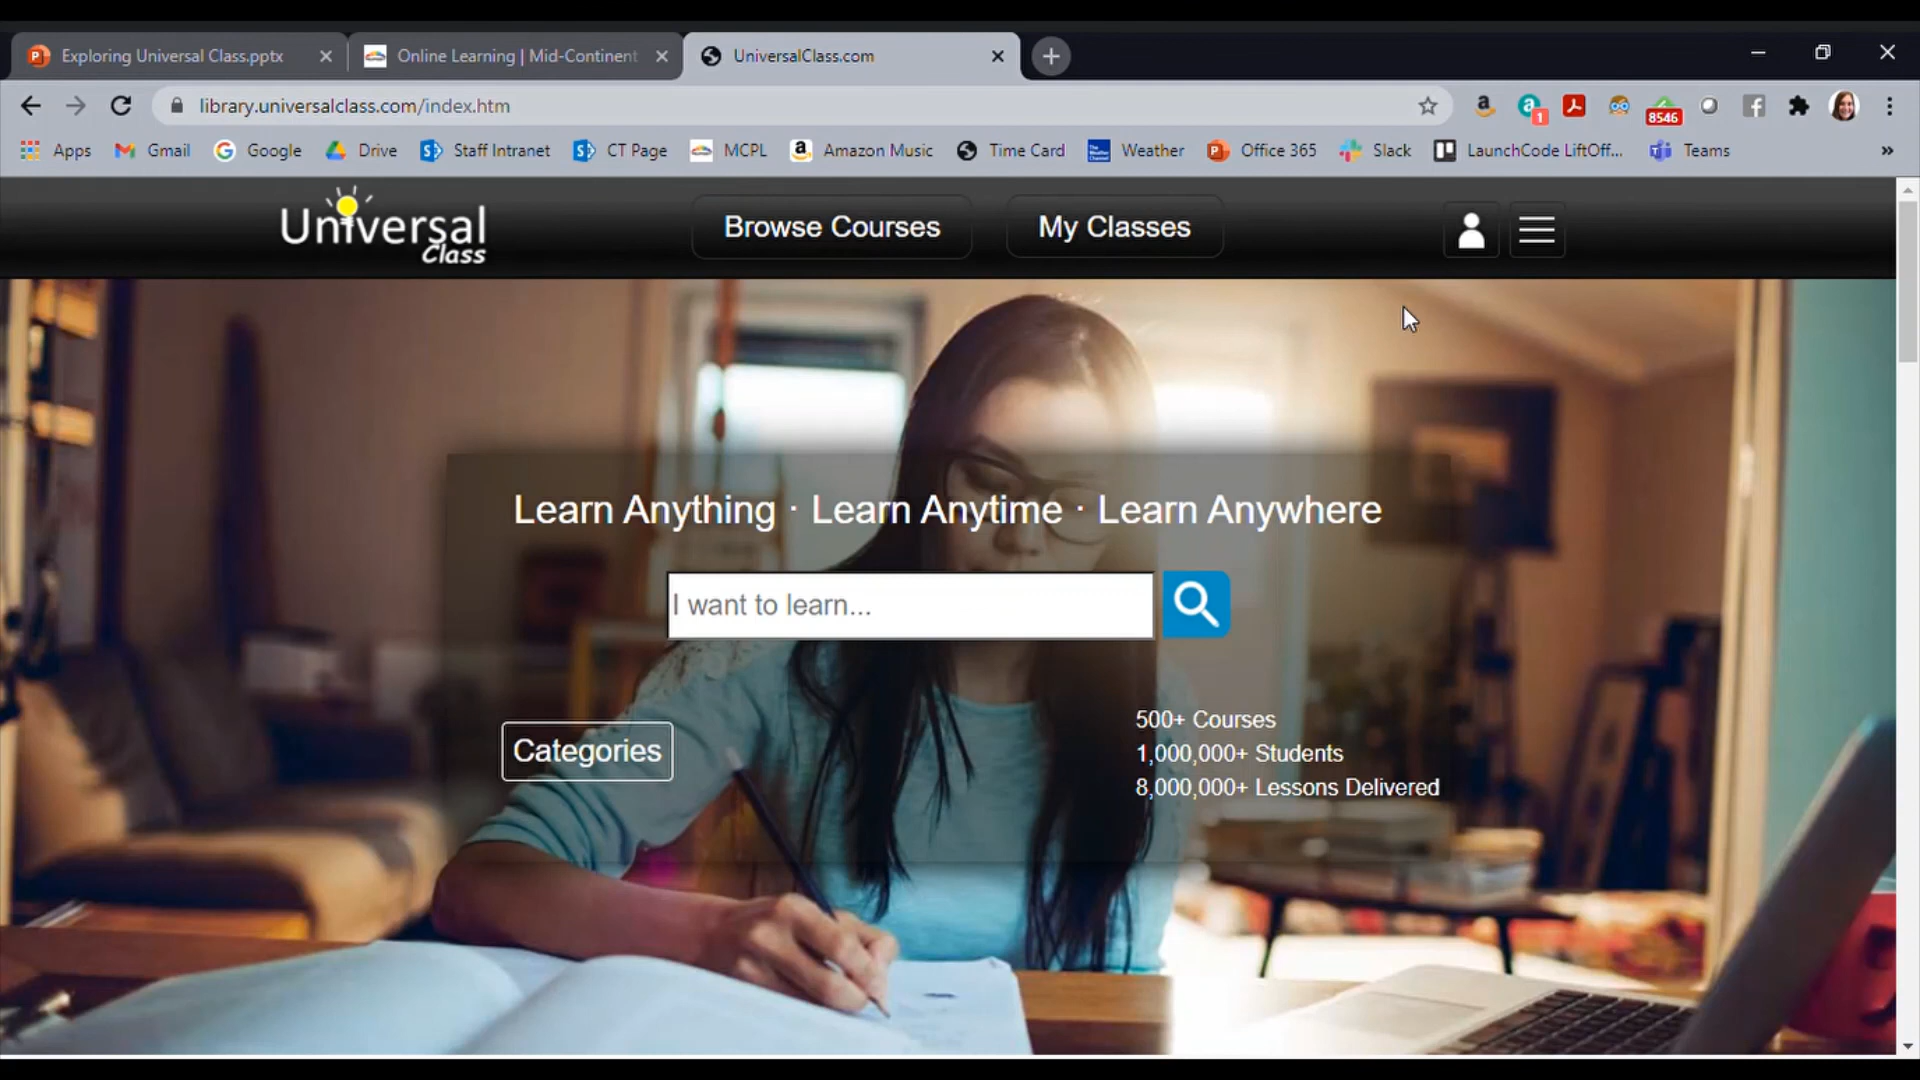 Exploring Universal Class.pptx
Online Learning | Mid-Continent
UniversalClass.com
library.universalclass.com/index.htm
1
8546
Apps
Gmail
Google
Drive
Staff Intranet
CT Page
MCPL
Amazon Music
Time Card
Weather
Office 365
Slack
LaunchCode LiftOff...
Teams
»
Universal
Class
Browse Courses
My Classes
Learn Anything · Learn Anytime · Learn Anywhere
I want to learn...
Categories
500+ Courses
1,000,000+ Students
8,000,000+ Lessons Delivered